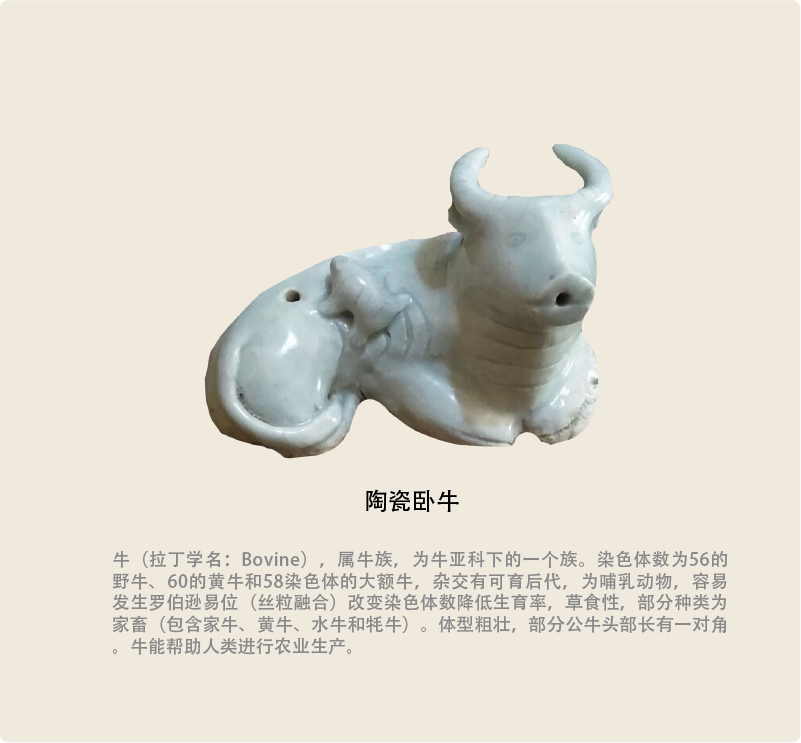 陶瓷卧牛
牛（拉丁学名：Bovine），属牛族，为牛亚科下的一个族。染色体数为56的
野牛、60的黄牛和58染色体的大额牛，杂交有可育后代，为哺乳动物，容易
发生罗伯逊易位（丝粒融合）改变染色体数降低生育率，草食性，部分种类为
家畜（包含家牛、黄牛、水牛和牦牛）。体型粗壮，部分公牛头部长有一对角
。牛能帮助人类进行农业生产。